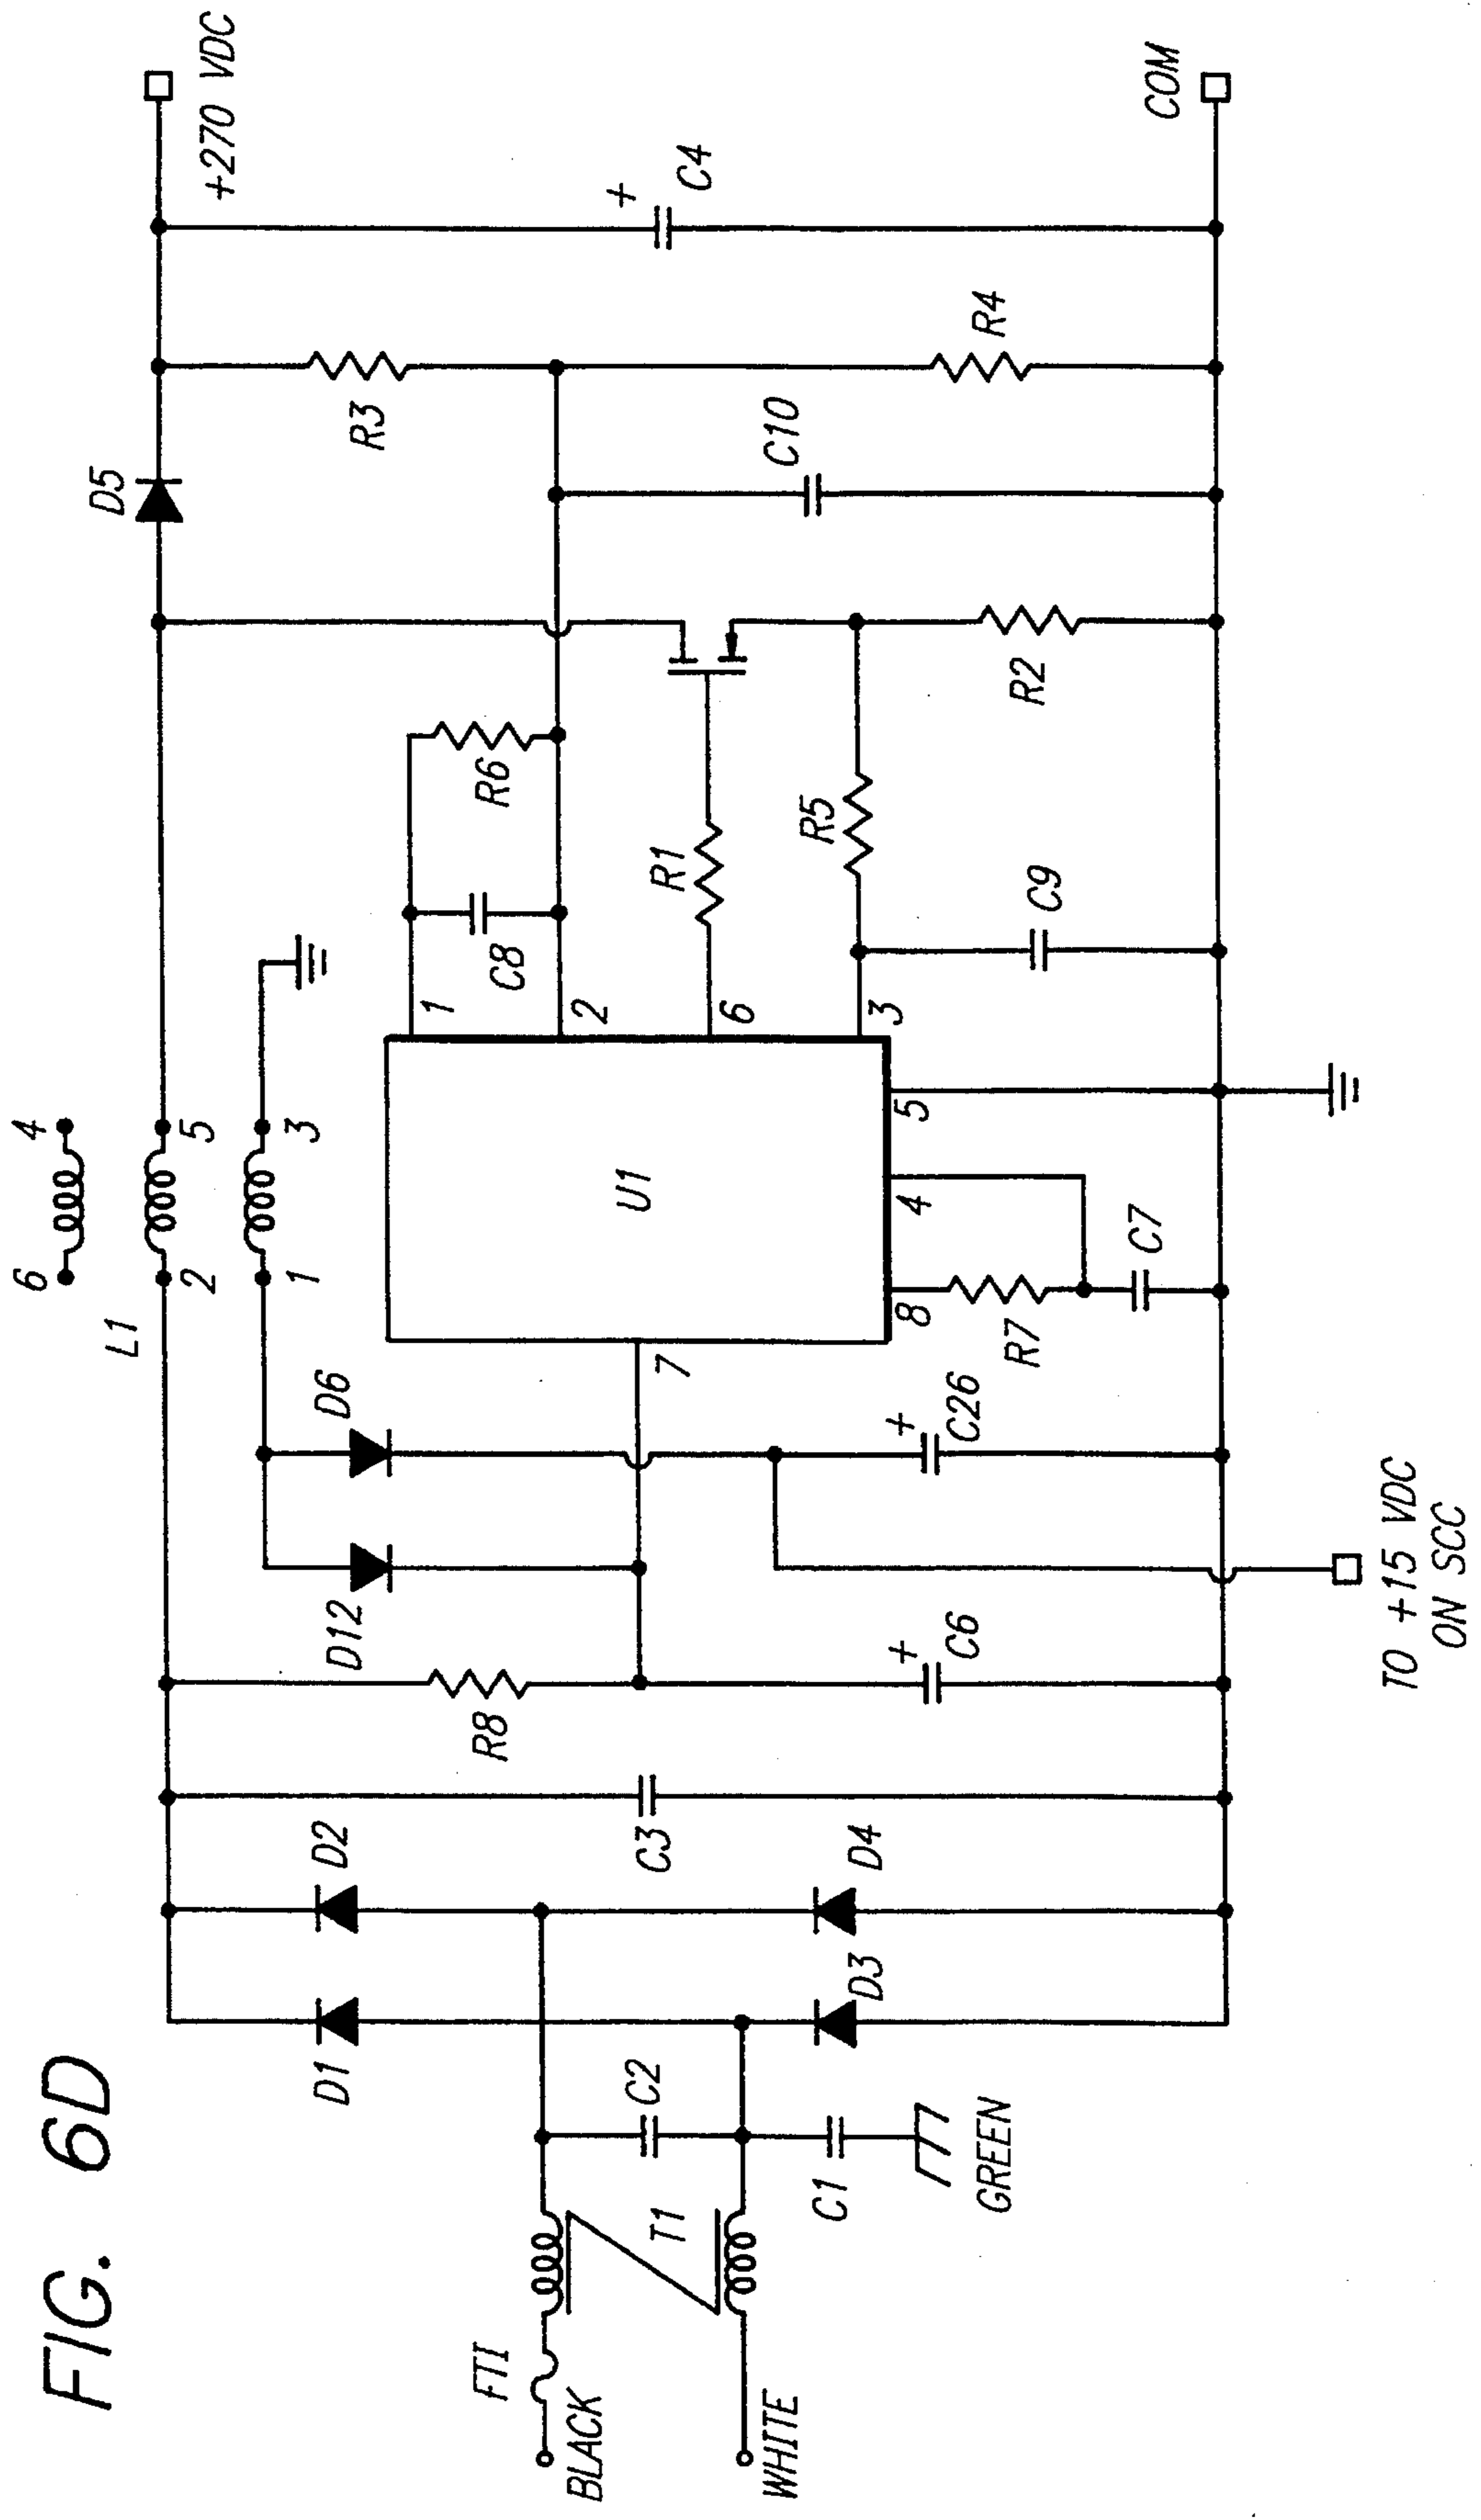 FIG. 6D
FTI
BLACK
WHITE
T1
C2
C1
GREEN
D1
D2
D3
D4
C3
R8
C6
+
D12
D6
C26
+
TO +15 VDC
ON SCC
L1
6
4
2
5
1
3
U1
7
8
4
5
1
2
6
3
R7
C7
C8
R6
R1
R5
C9
R2
D5
C10
R3
R4
C4
+
+270 VDC
COM